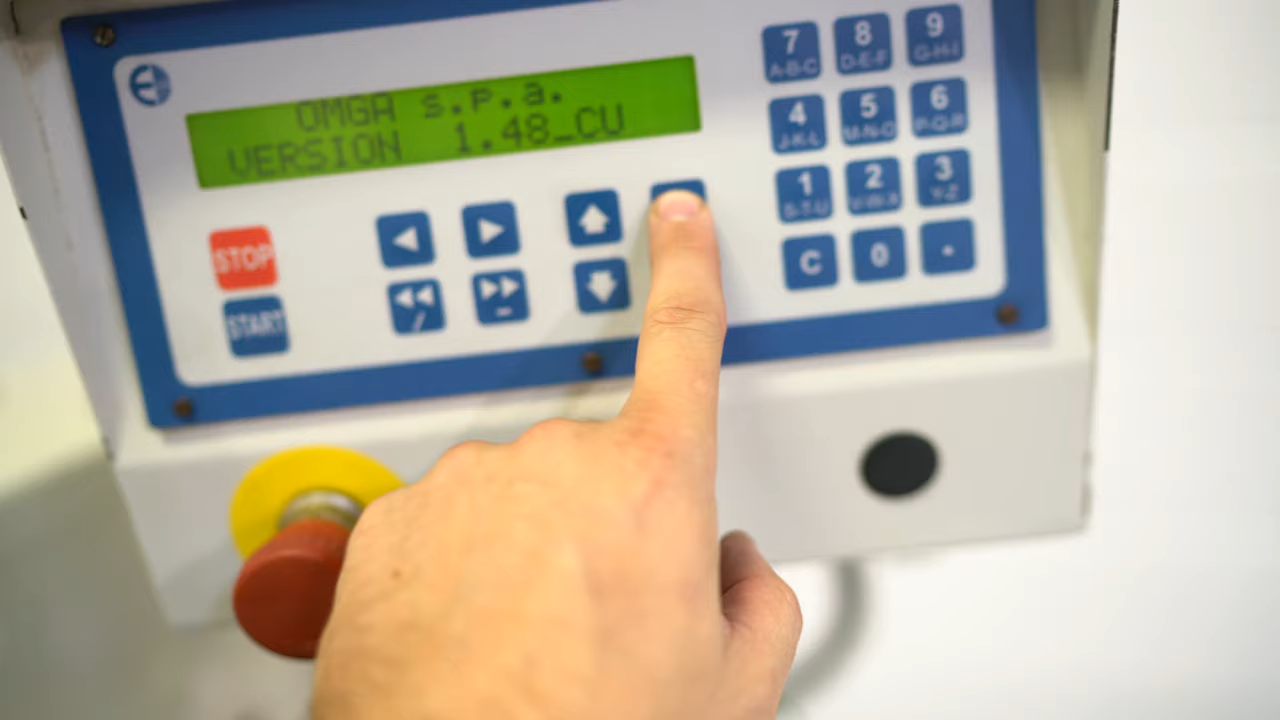 OMGA s.p.a.
VERSION 1.48_CU
7 8 9
A-B-C D-E-F G-H-I
4 5 6
J-K-L M-N-O P-Q-R
1 2 3
S-T-U V-W-X Y-Z
C 0 .
STOP
START
/ -